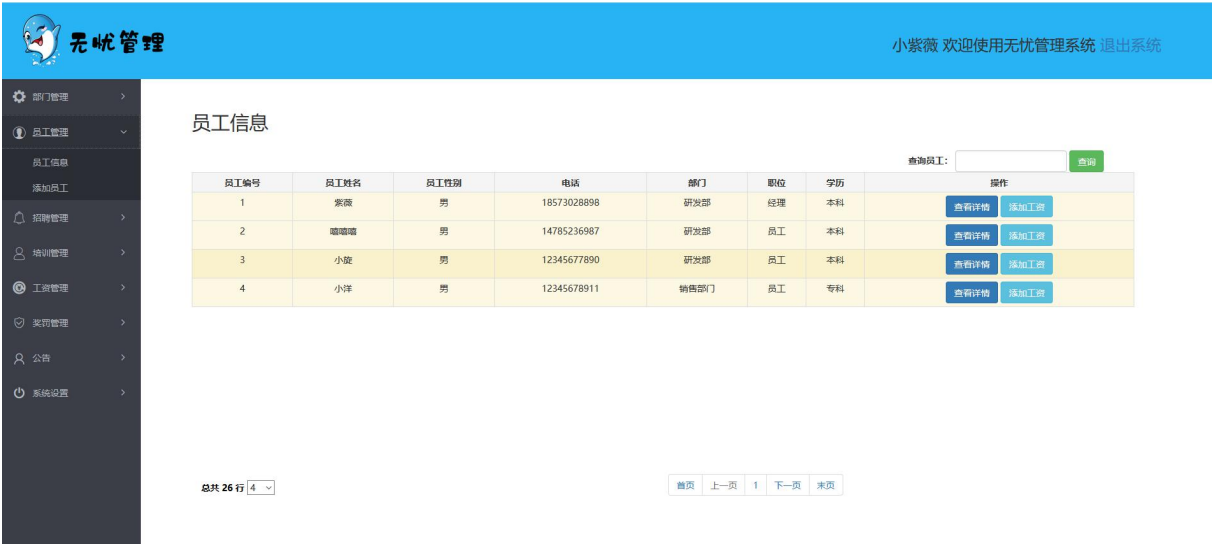 无忧管理
小紫薇 欢迎使用无忧管理系统 退出系统
部门管理
员工管理
员工信息
添加员工
招聘管理
培训管理
工资管理
奖罚管理
公告
系统设置
员工信息
查询员工： 查询
员工编号 员工姓名 员工性别 电话 部门 职位 学历 操作
1 紫薇 男 18573028898 研发部 经理 本科 查看详情 添加工资
2 嘻嘻嘻 男 14785236987 研发部 员工 本科 查看详情 添加工资
3 小旋 男 12345677890 研发部 员工 本科 查看详情 添加工资
4 小洋 男 12345678911 销售部门 员工 专科 查看详情 添加工资
总共 26 行 4
首页 上一页 1 下一页 末页